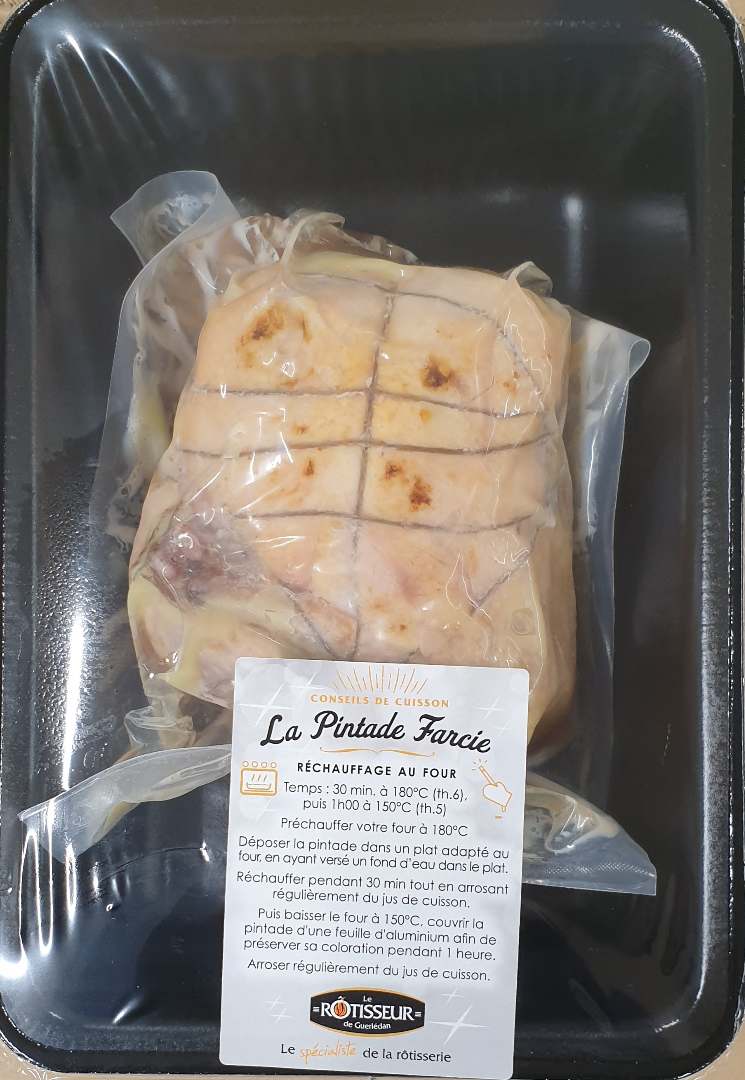 CONSEILS DE CUISSON
La Pintade Farcie
RÉCHAUFFAGE AU FOUR
Temps : 30 min. à 180°C (th.6),
puis 1h00 à 150°C (th.5)
Préchauffer votre four à 180°C
Déposer la pintade dans un plat adapté au
four, en ayant versé un fond d'eau dans le plat.
Réchauffer pendant 30 min tout en arrosant
régulièrement du jus de cuisson.
Puis baisser le four à 150°C, couvrir la
pintade d'une feuille d'aluminium afin de
préserver sa coloration pendant 1 heure.
Arroser régulièrement du jus de cuisson.
Le
RÔTISSEUR
de Guerlédan
Le spécialiste de la rôtisserie